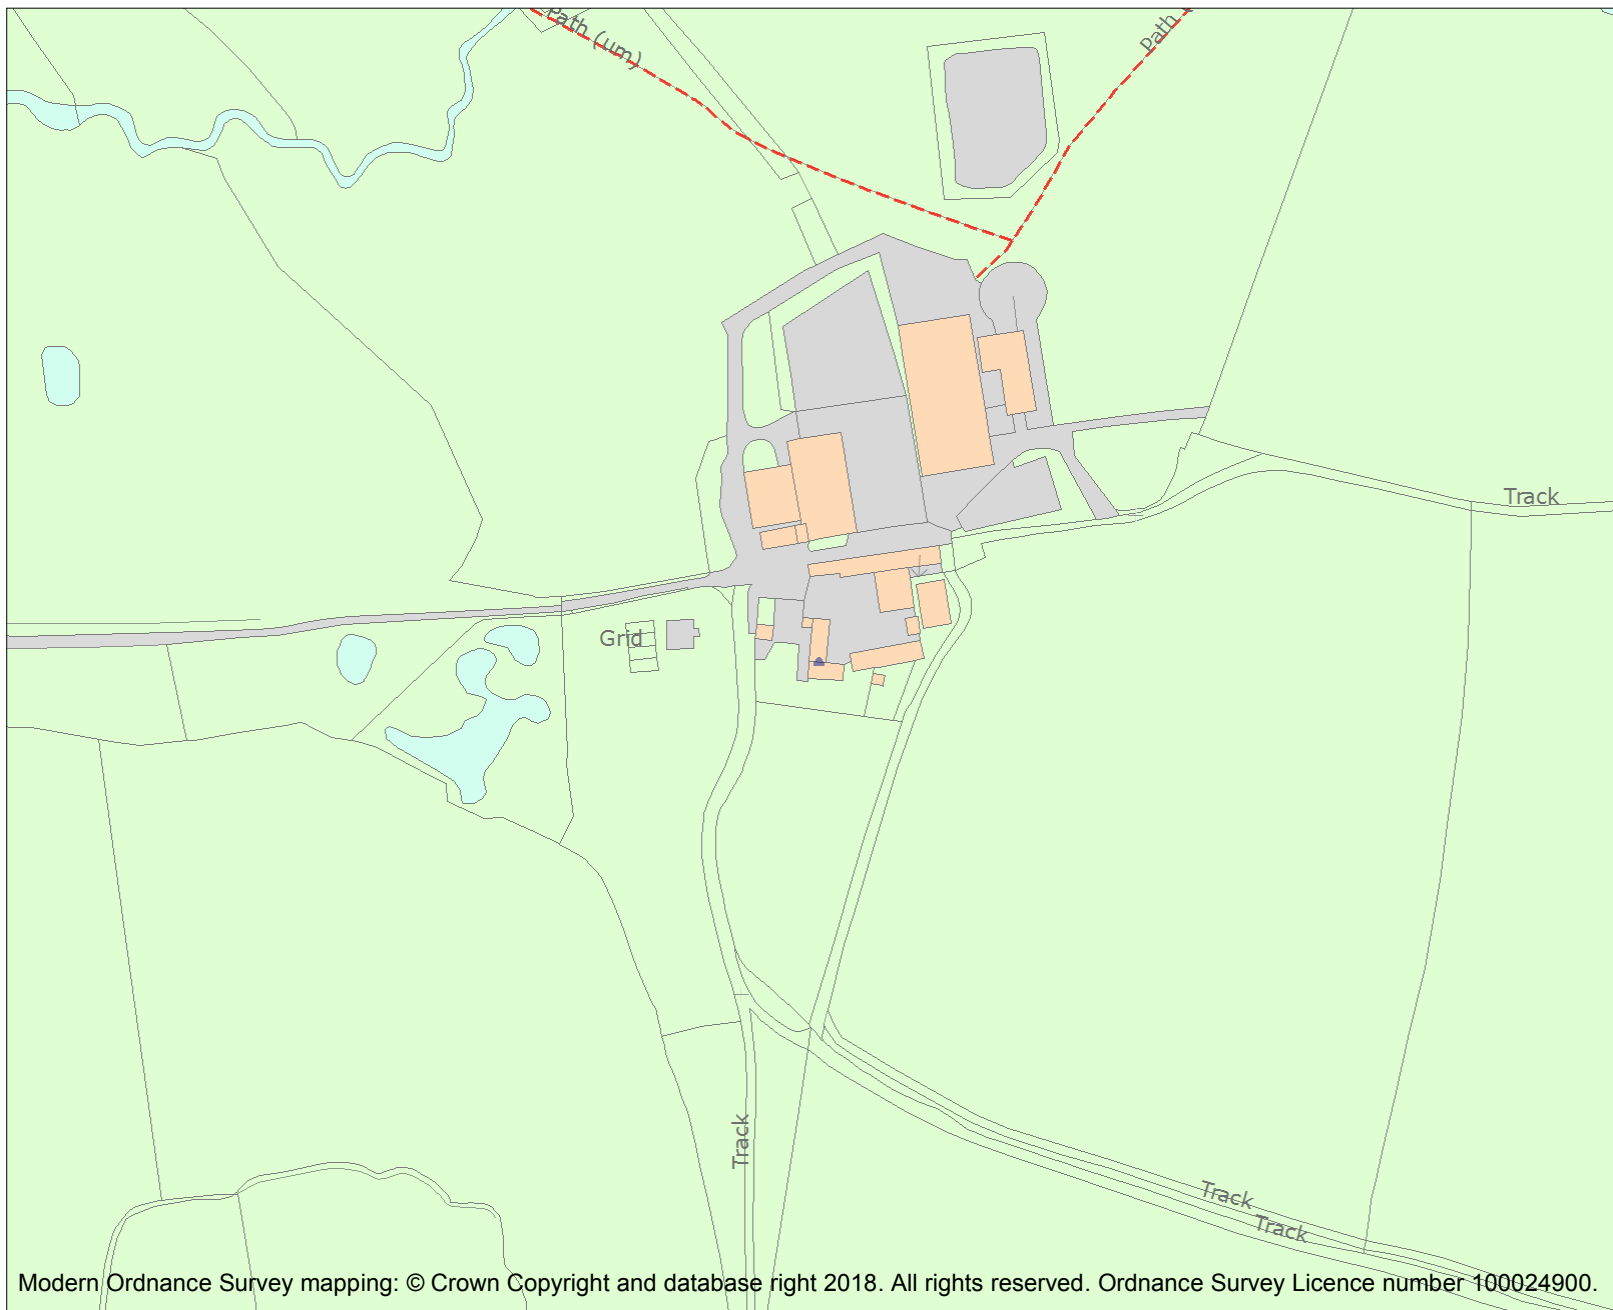 Path (um)
Path
Track
Grid
Track
Track
Track
Modern Ordnance Survey mapping: © Crown Copyright and database right 2018. All rights reserved. Ordnance Survey Licence number 100024900.